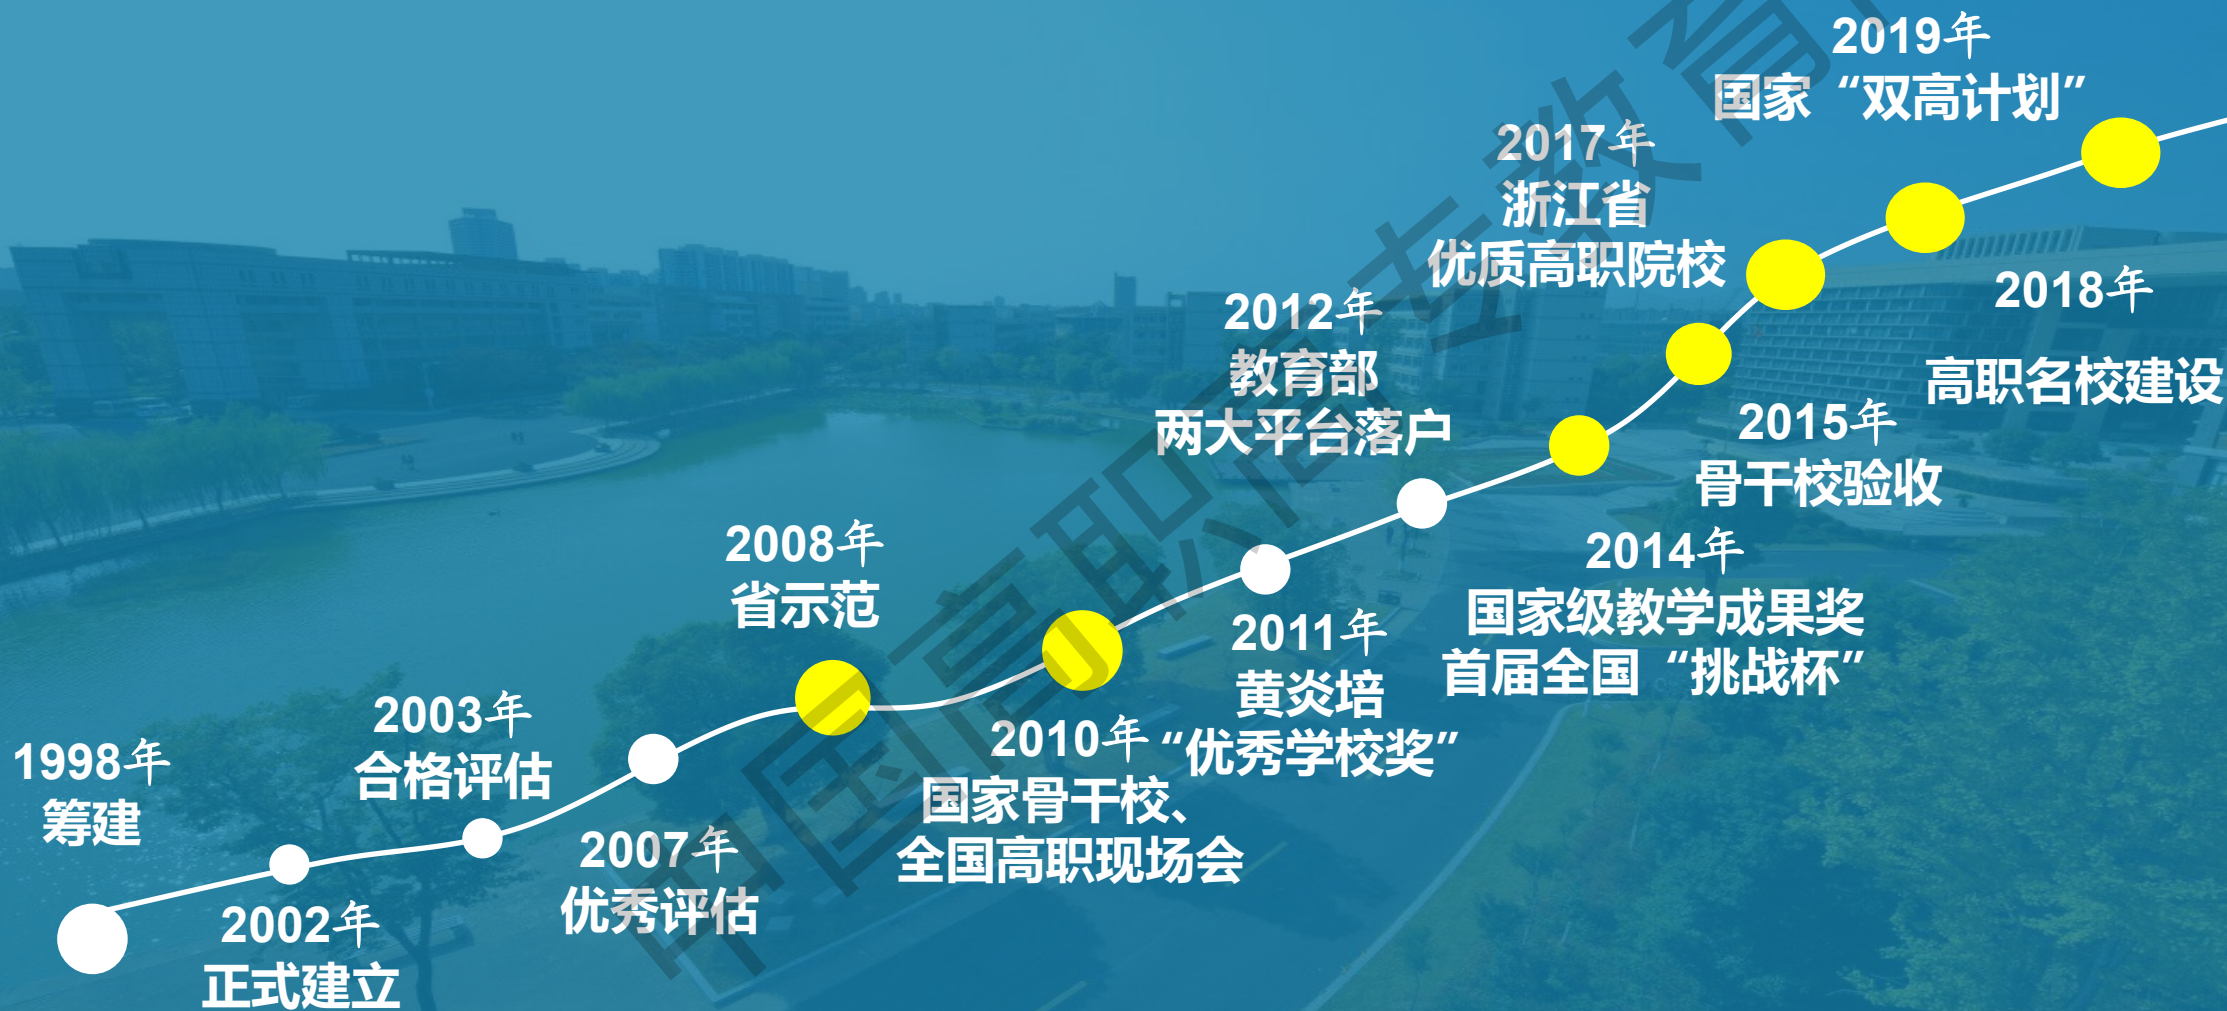 1998年
筹建
2002年
正式建立
2003年
合格评估
2007年
优秀评估
2008年
省示范
2010年
国家骨干校、
全国高职现场会
2011年
黄炎培
“优秀学校奖”
2012年
教育部
两大平台落户
2014年
国家级教学成果奖
首届全国“挑战杯”
2015年
骨干校验收
2017年
浙江省
优质高职院校
2018年
高职名校建设
2019年
国家“双高计划”
中国高职高专教育